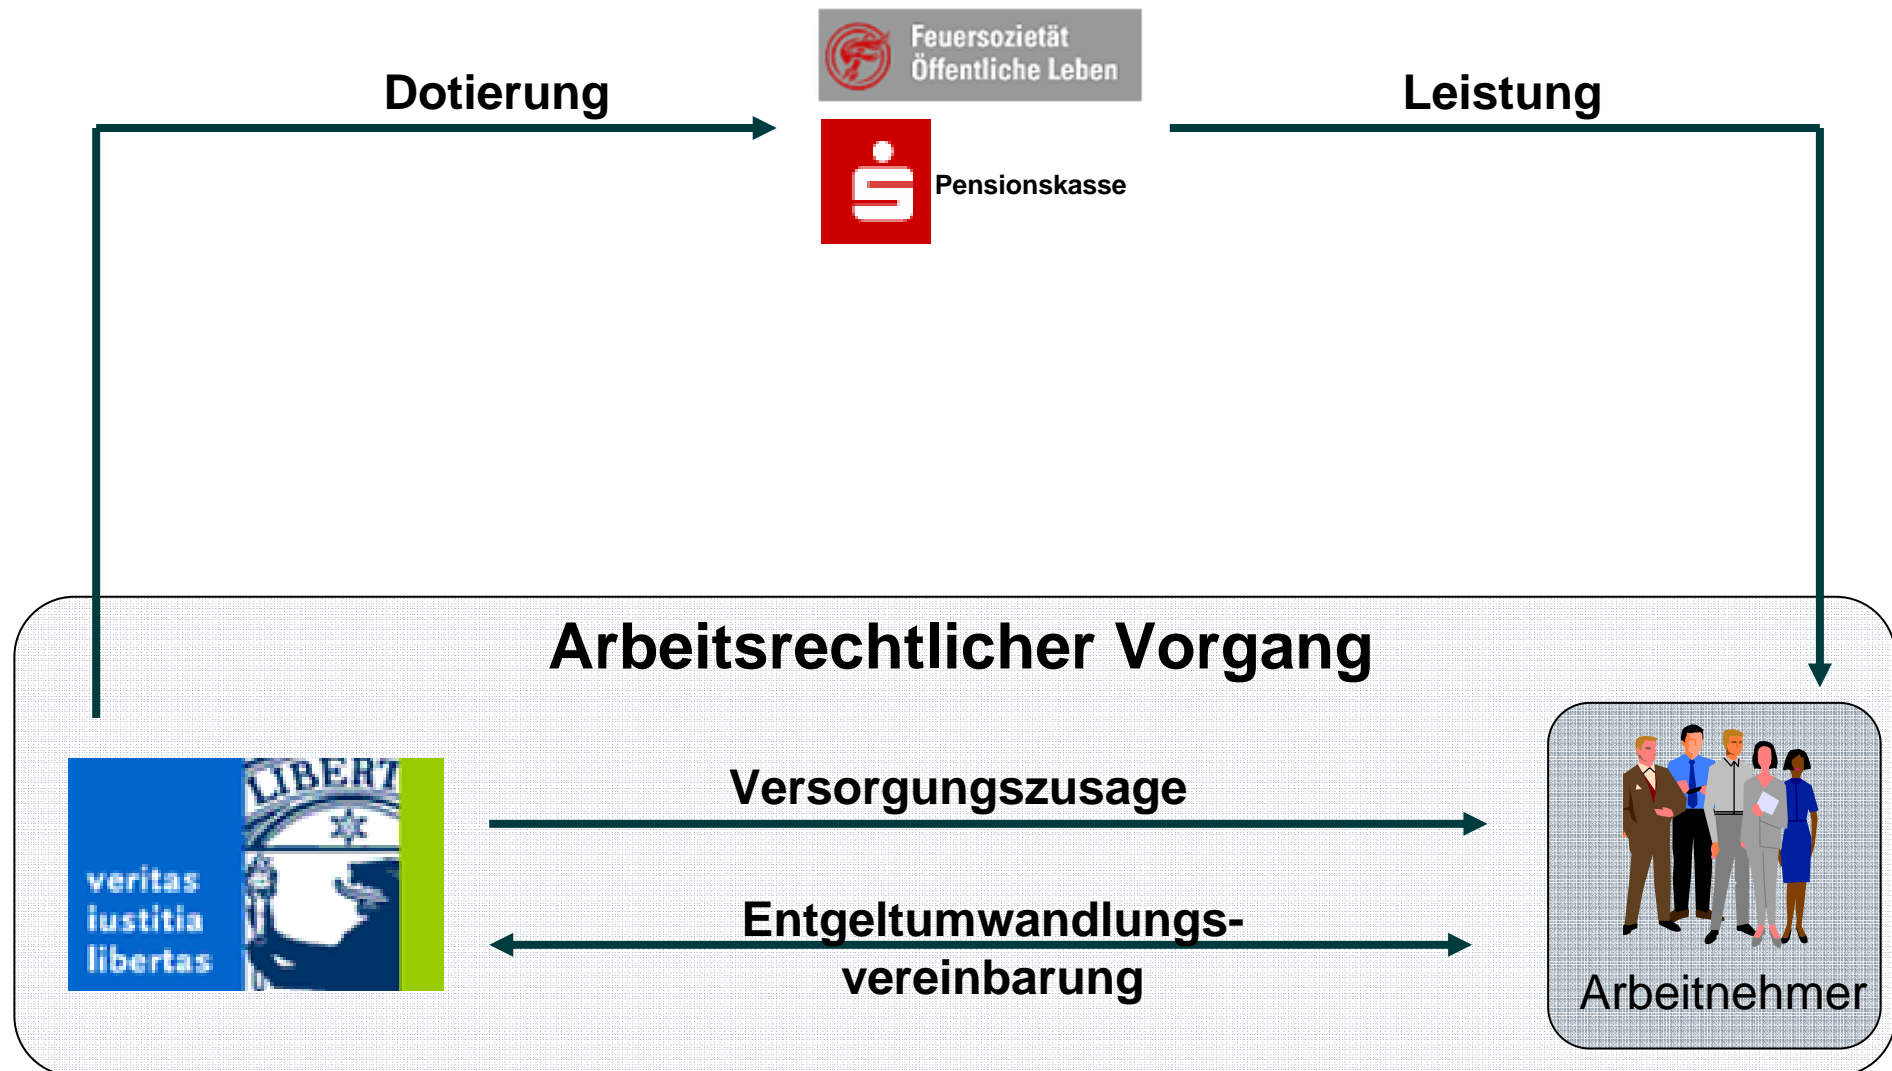 Feuersozietät
Öffentliche Leben
Dotierung
Leistung
Pensionskasse
Arbeitsrechtlicher Vorgang
LIBERT
veritas
iustitia
libertas
Versorgungszusage
Entgeltumwandlungs-
vereinbarung
Arbeitnehmer